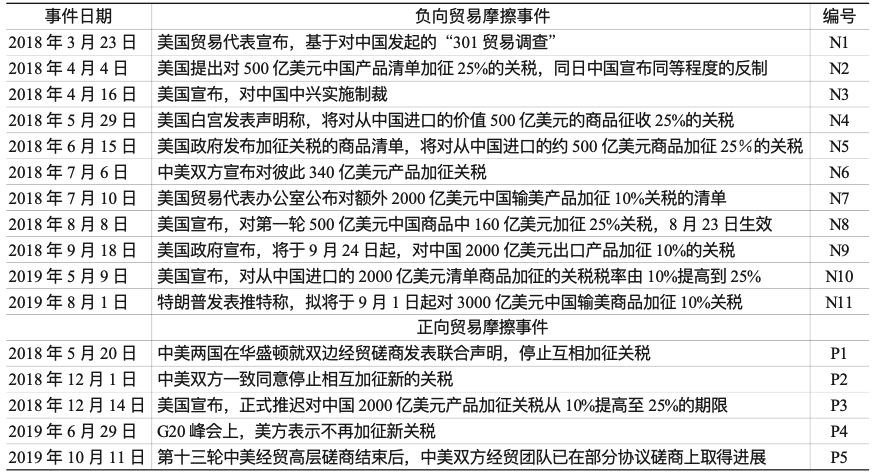 事件日期 负向贸易摩擦事件 编号
2018 年 3 月 23 日 美国贸易代表宣布，基于对中国发起的“301 贸易调查” N1
2018 年 4 月 4 日 美国提出对 500 亿美元中国产品清单加征 25%的关税，同日中国宣布同等程度的反制 N2
2018 年 4 月 16 日 美国宣布，对中国中兴实施制裁 N3
2018 年 5 月 29 日 美国白宫发表声明称，将对从中国进口的价值 500 亿美元的商品征收 25%的关税 N4
2018 年 6 月 15 日 美国政府发布加征关税的商品清单，将对从中国进口的约 500 亿美元商品加征 25％的关税 N5
2018 年 7 月 6 日 中美双方宣布对彼此 340 亿美元产品加征关税 N6
2018 年 7 月 10 日 美国贸易代表办公室公布对额外 2000 亿美元中国输美产品加征 10%关税的清单 N7
2018 年 8 月 8 日 美国宣布，对第一轮 500 亿美元中国商品中 160 亿美元加征 25%关税，8 月 23 日生效 N8
2018 年 9 月 18 日 美国政府宣布，将于 9 月 24 日起，对中国 2000 亿美元出口产品加征 10%的关税 N9
2019 年 5 月 9 日 美国宣布，对从中国进口的 2000 亿美元清单商品加征的关税税率由 10%提高到 25% N10
2019 年 8 月 1 日 特朗普发表推特称，拟将于 9 月 1 日起对 3000 亿美元中国输美商品加征 10%关税 N11
正向贸易摩擦事件
2018 年 5 月 20 日 中美两国在华盛顿就双边经贸磋商发表联合声明，停止互相加征关税 P1
2018 年 12 月 1 日 中美双方一致同意停止相互加征新的关税 P2
2018 年 12 月 14 日 美国宣布，正式推迟对中国 2000 亿美元产品加征关税从 10%提高至 25%的期限 P3
2019 年 6 月 29 日 G20 峰会上，美方表示不再加征新关税 P4
2019 年 10 月 11 日 第十三轮中美经贸高层磋商结束后，中美双方经贸团队已在部分协议磋商上取得进展 P5